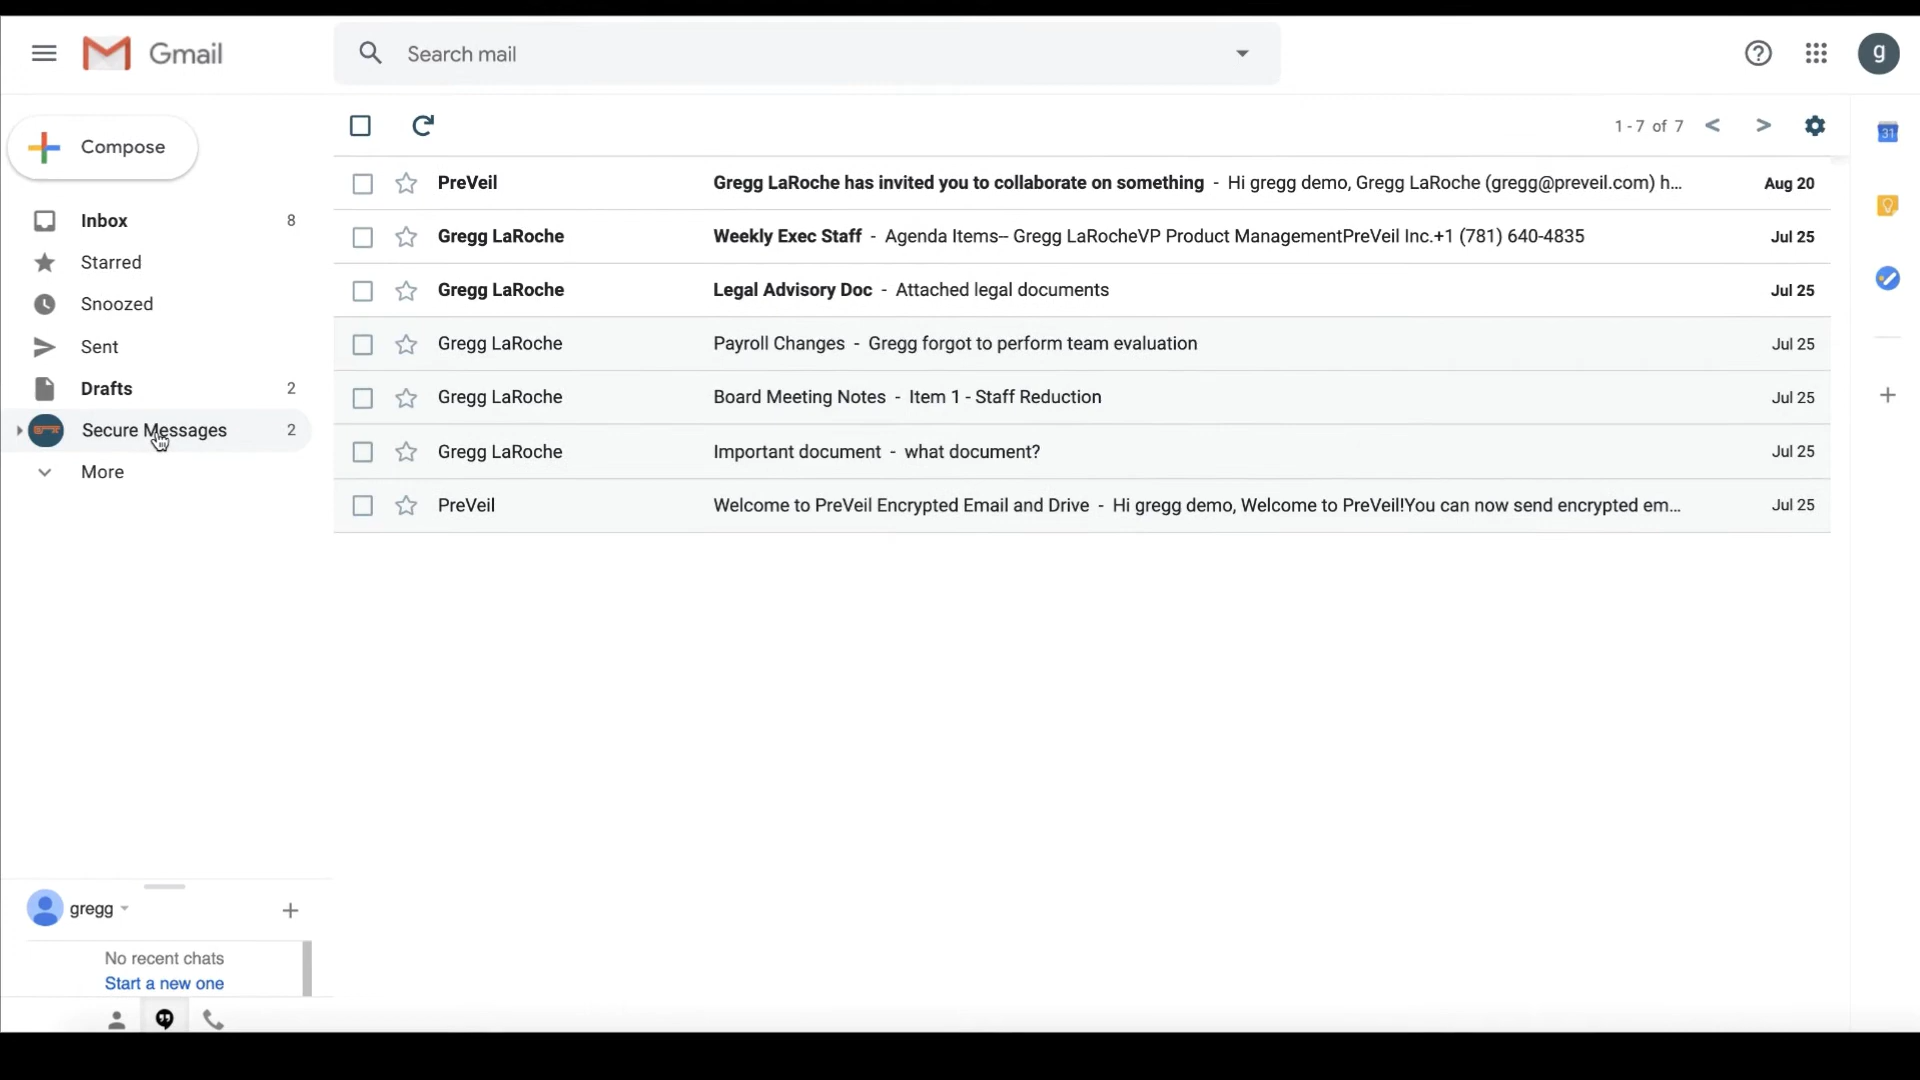 Gmail
Search mail
g
Compose
1 - 7 of 7 < >
31
Inbox 8
Starred
Snoozed
Sent
Drafts 2
Secure Messages 2
More
PreVeil Gregg LaRoche has invited you to collaborate on something - Hi gregg demo, Gregg LaRoche (gregg@preveil.com) h... Aug 20
Gregg LaRoche Weekly Exec Staff - Agenda Items-- Gregg LaRocheVP Product ManagementPreVeil Inc.+1 (781) 640-4835 Jul 25
Gregg LaRoche Legal Advisory Doc - Attached legal documents Jul 25
Gregg LaRoche Payroll Changes - Gregg forgot to perform team evaluation Jul 25
Gregg LaRoche Board Meeting Notes - Item 1 - Staff Reduction Jul 25
Gregg LaRoche Important document - what document? Jul 25
PreVeil Welcome to PreVeil Encrypted Email and Drive - Hi gregg demo, Welcome to PreVeil!You can now send encrypted em... Jul 25
gregg
No recent chats
Start a new one